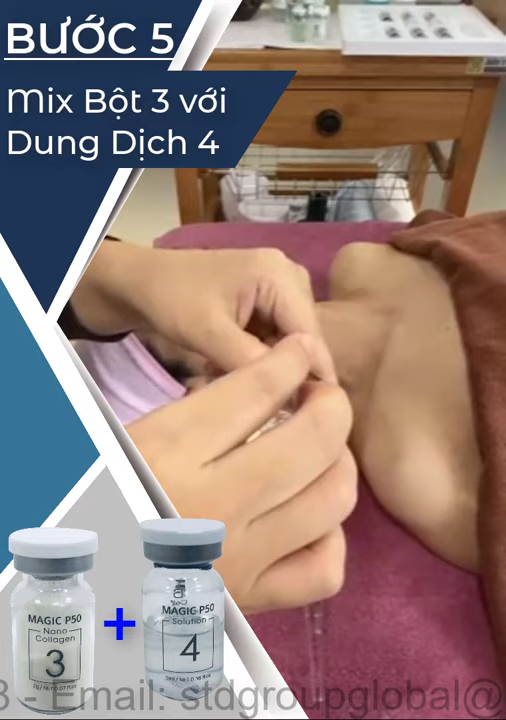 BƯỚC 5
Mix Bột 3 với
Dung Dịch 4
MAGIC P50
Nano
Collagen
3
+
MAGIC P50
Solution
4
3 - Email: stdgroupglobal@